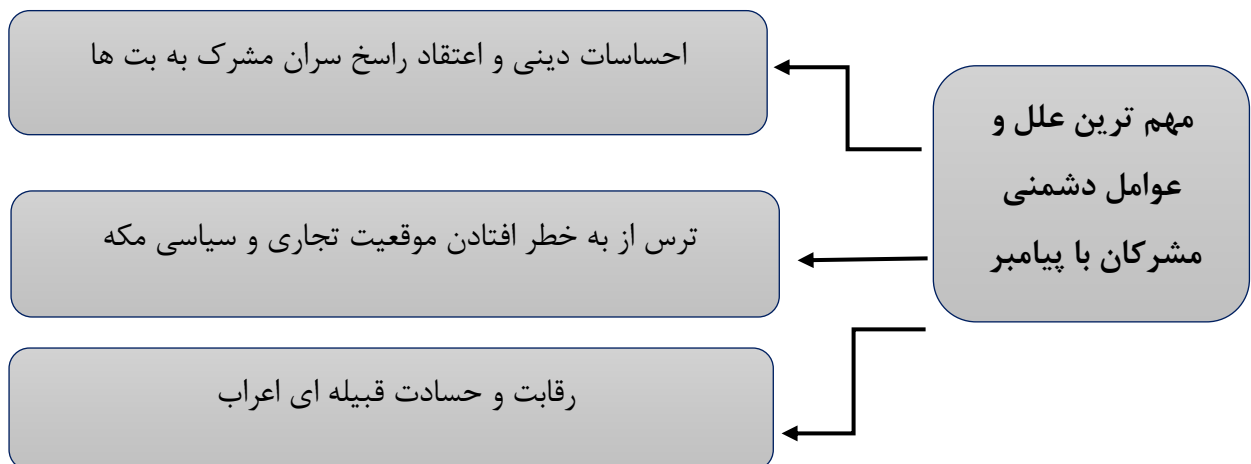 مهم ترین علل و
عوامل دشمنی
مشرکان با پیامبر
احساسات دینی و اعتقاد راسخ سران مشرک به بت ها
ترس از به خطر افتادن موقعیت تجاری و سیاسی مکه
رقابت و حسادت قبیله ای اعراب